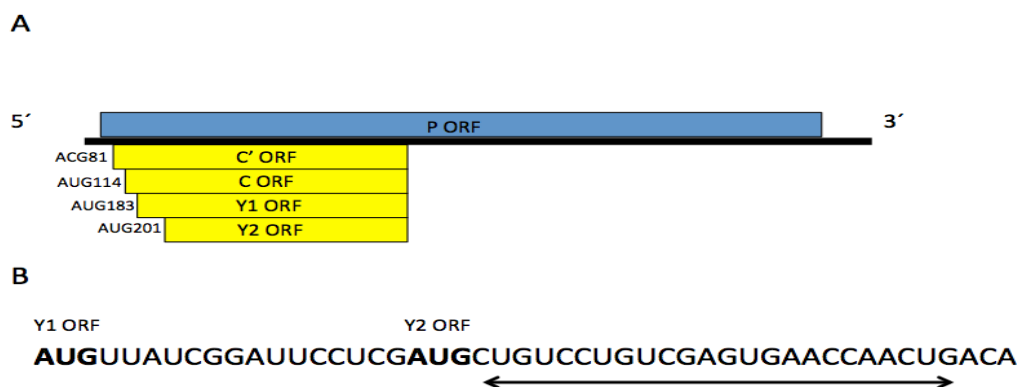 A
5´ P ORF 3´
ACG81 C’ ORF
AUG114 C ORF
AUG183 Y1 ORF
AUG201 Y2 ORF
B
Y1 ORF Y2 ORF
AUGUUAUCGGAUUCCUCGAUGCUGUCCUGUCGAGUGAACCAACUGACA